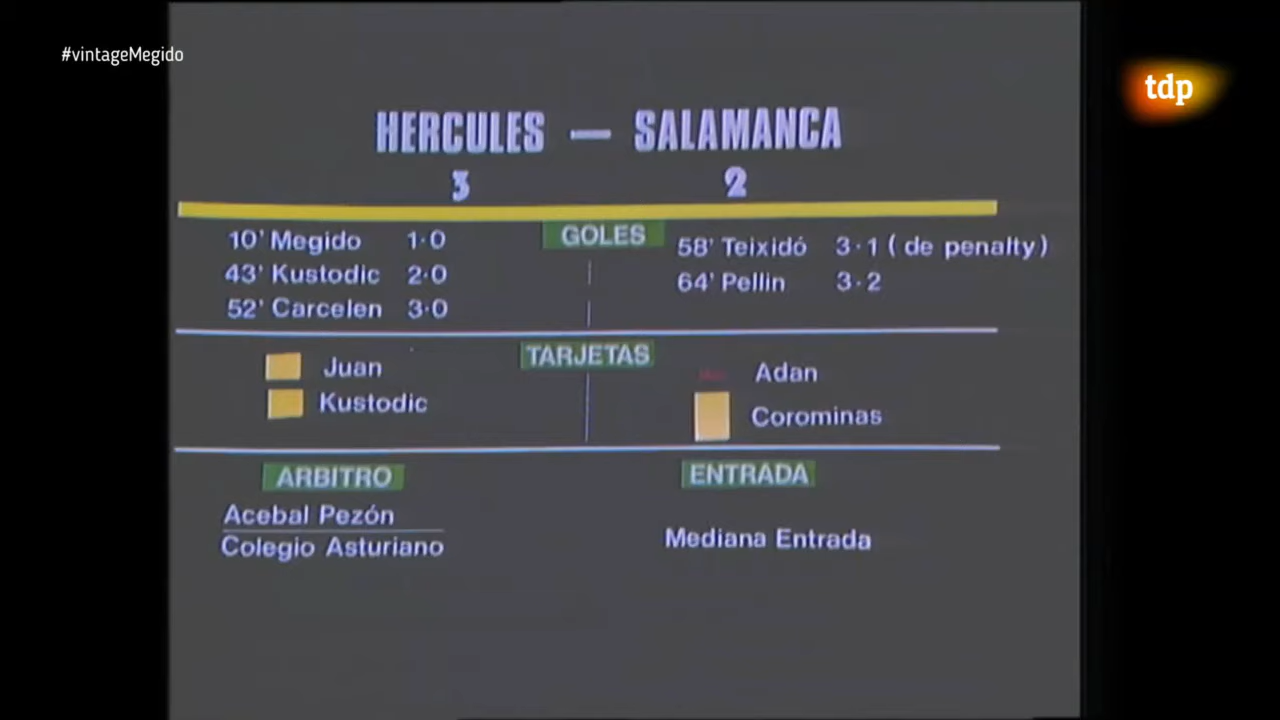 #vintageMegido
tdp
HERCULES — SALAMANCA
3 2
GOLES
10' Megido 1·0
43' Kustodic 2·0
52' Carcelen 3·0
58' Teixidó 3·1 ( de penalty )
64' Pellin 3·2
TARJETAS
Juan
Kustodic
Adan
Corominas
ARBITRO
Acebal Pezón
Colegio Asturiano
ENTRADA
Mediana Entrada